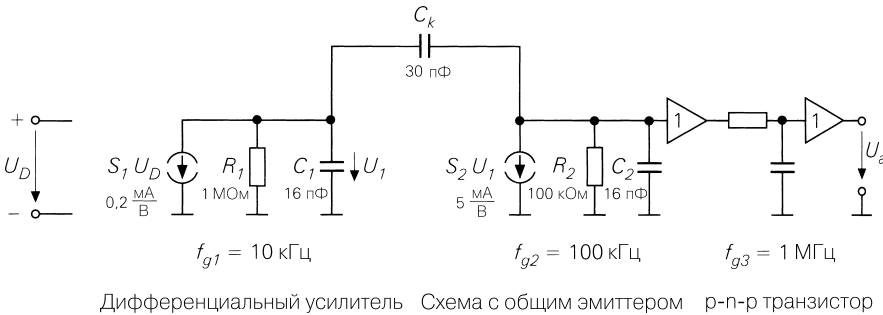 C_k
30 пФ
+
U_D
−
S_1 U_D
0,2 мА/В
R_1
1 МОм
C_1
16 пФ
U_1
S_2 U_1
5 мА/В
R_2
100 кОм
C_2
16 пФ
1
1
U_a
f_g1 = 10 кГц
f_g2 = 100 кГц
f_g3 = 1 МГц
Дифференциальный усилитель
Схема с общим эмиттером
p-n-p транзистор